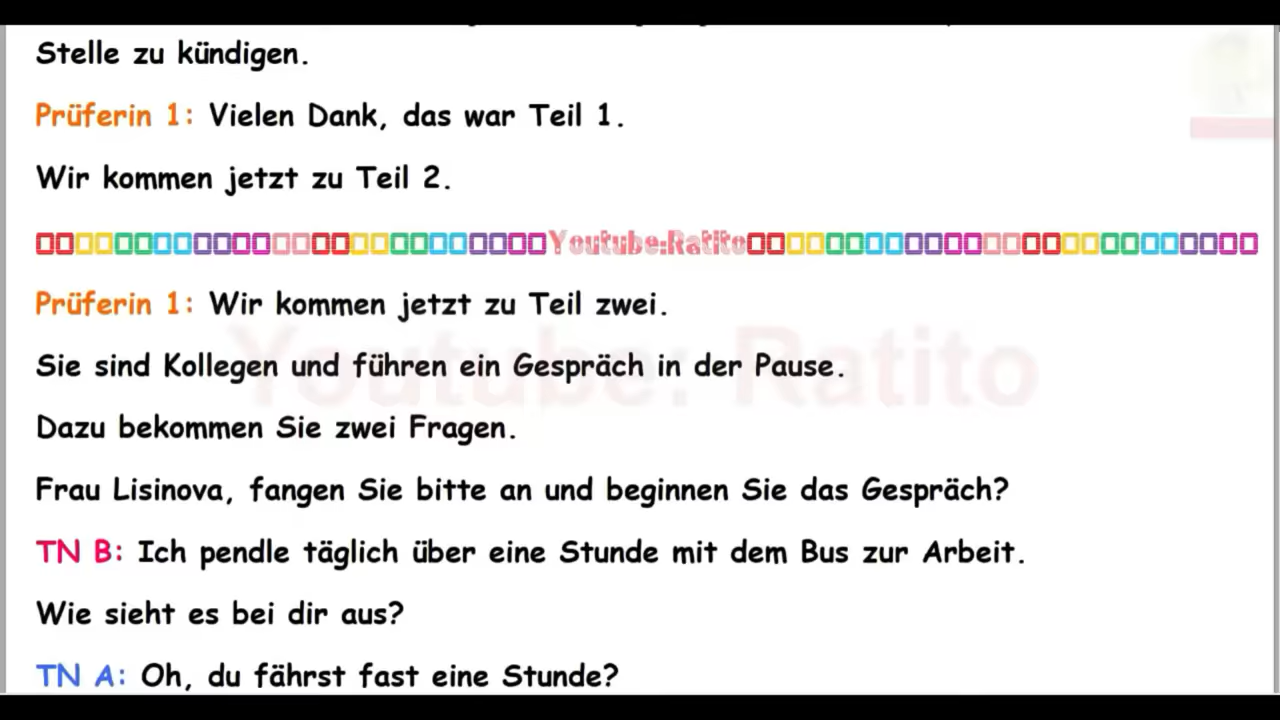 Stelle zu kündigen.
Prüferin 1: Vielen Dank, das war Teil 1.
Wir kommen jetzt zu Teil 2.
Youtube:Ratito
Prüferin 1: Wir kommen jetzt zu Teil zwei.
Youtube: Ratito
Sie sind Kollegen und führen ein Gespräch in der Pause.
Dazu bekommen Sie zwei Fragen.
Frau Lisinova, fangen Sie bitte an und beginnen Sie das Gespräch?
TN B: Ich pendle täglich über eine Stunde mit dem Bus zur Arbeit.
Wie sieht es bei dir aus?
TN A: Oh, du fährst fast eine Stunde?